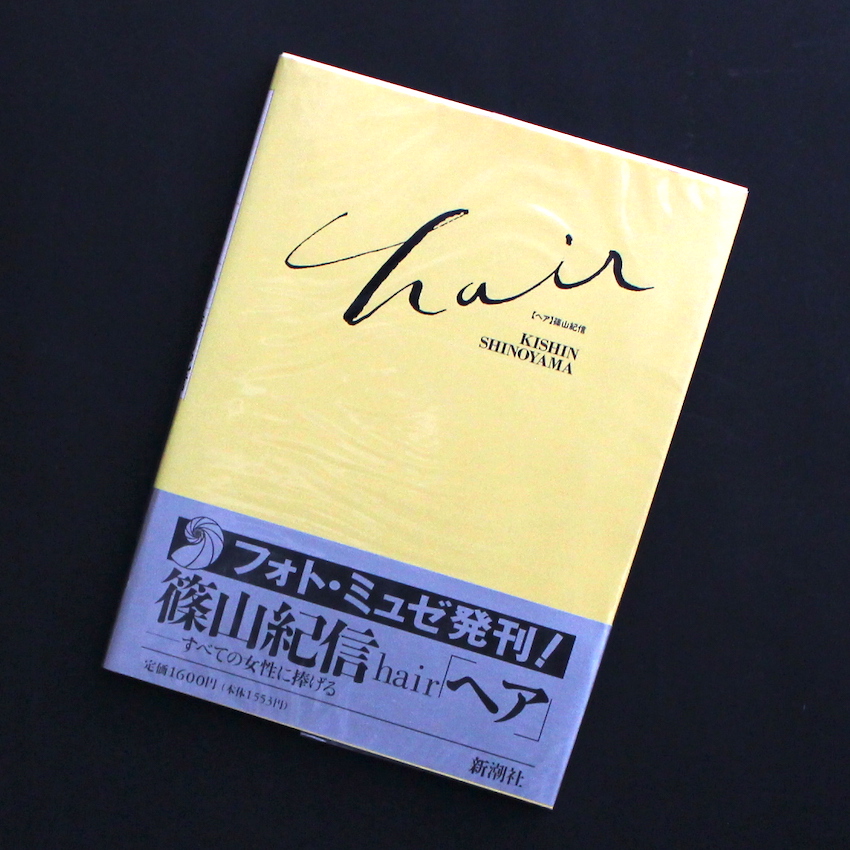 hair
【ヘア】篠山紀信
KISHIN
SHINOYAMA
フォト・ミュゼ発刊!
篠山紀信 hair「ヘア」
―すべての女性に捧げる
定価1600円(本体1553円)
新潮社